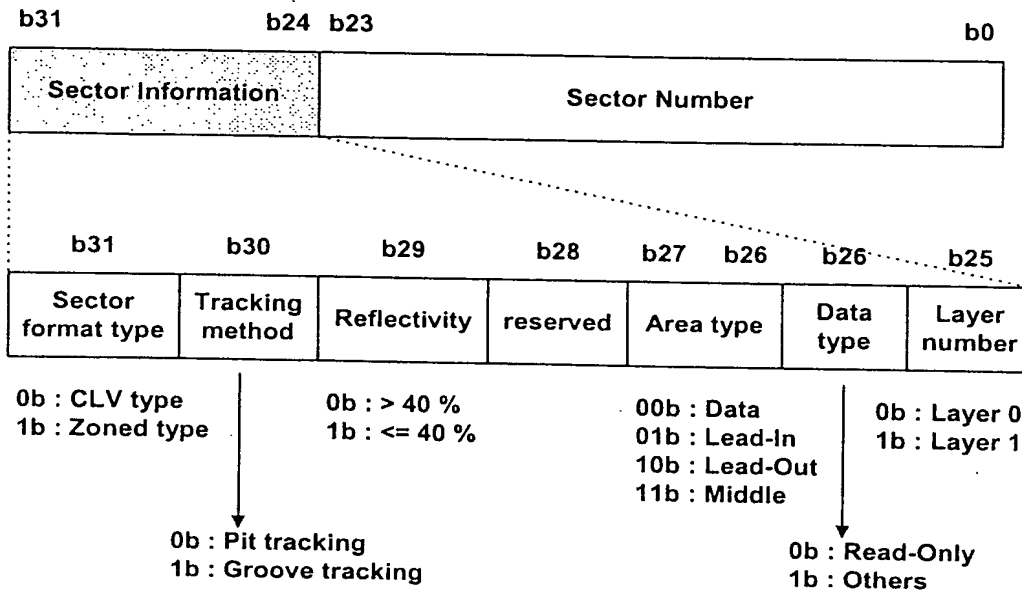 b31 b24 b23 b0
Sector Information Sector Number
b31 b30 b29 b28 b27 b26 b26 b25
Sector format type Tracking method Reflectivity reserved Area type Data type Layer number
0b : CLV type
1b : Zoned type
0b : > 40 %
1b : <= 40 %
00b : Data
01b : Lead-In
10b : Lead-Out
11b : Middle
0b : Layer 0
1b : Layer 1
0b : Pit tracking
1b : Groove tracking
0b : Read-Only
1b : Others